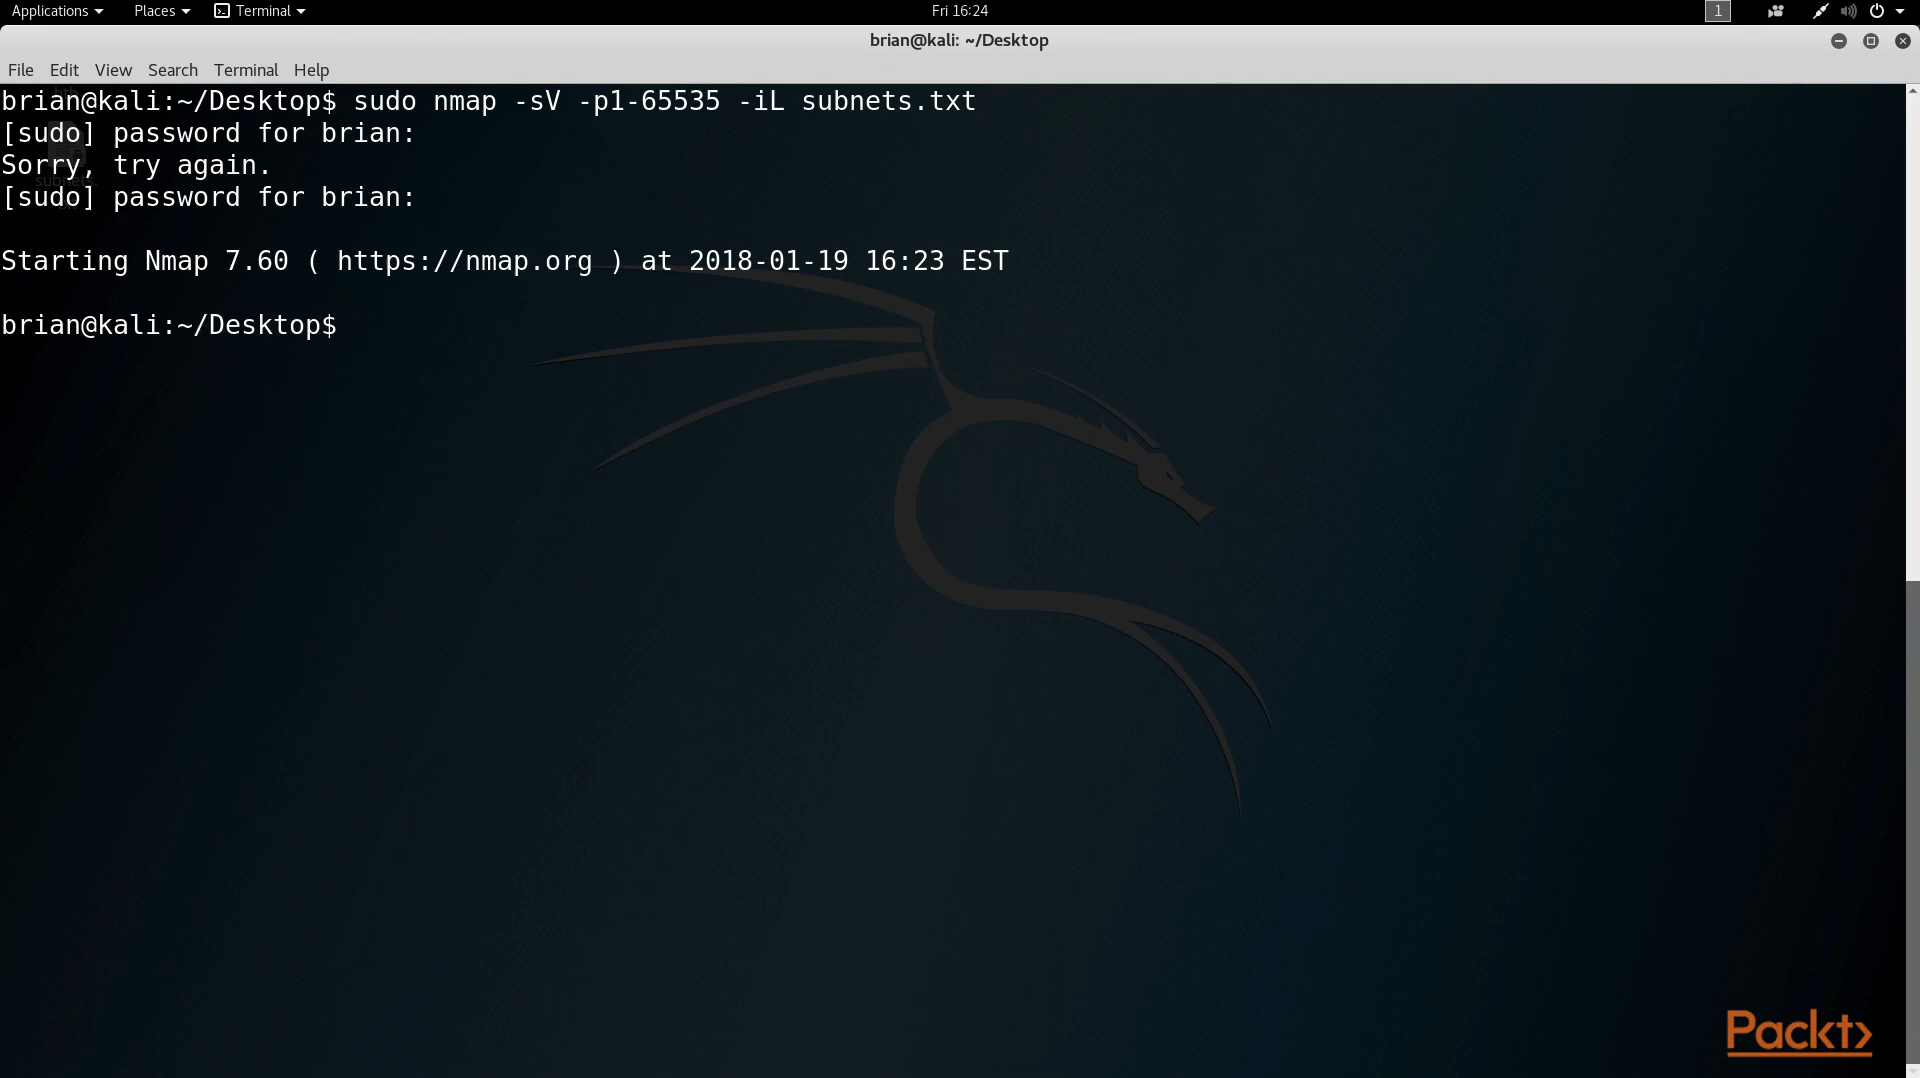 Applications Places Terminal Fri 16:24 1
brian@kali: ~/Desktop
File Edit View Search Terminal Help
brian@kali:~/Desktop$ sudo nmap -sV -p1-65535 -iL subnets.txt
[sudo] password for brian:
Sorry, try again.
[sudo] password for brian:
Starting Nmap 7.60 ( https://nmap.org ) at 2018-01-19 16:23 EST
brian@kali:~/Desktop$
Packt>